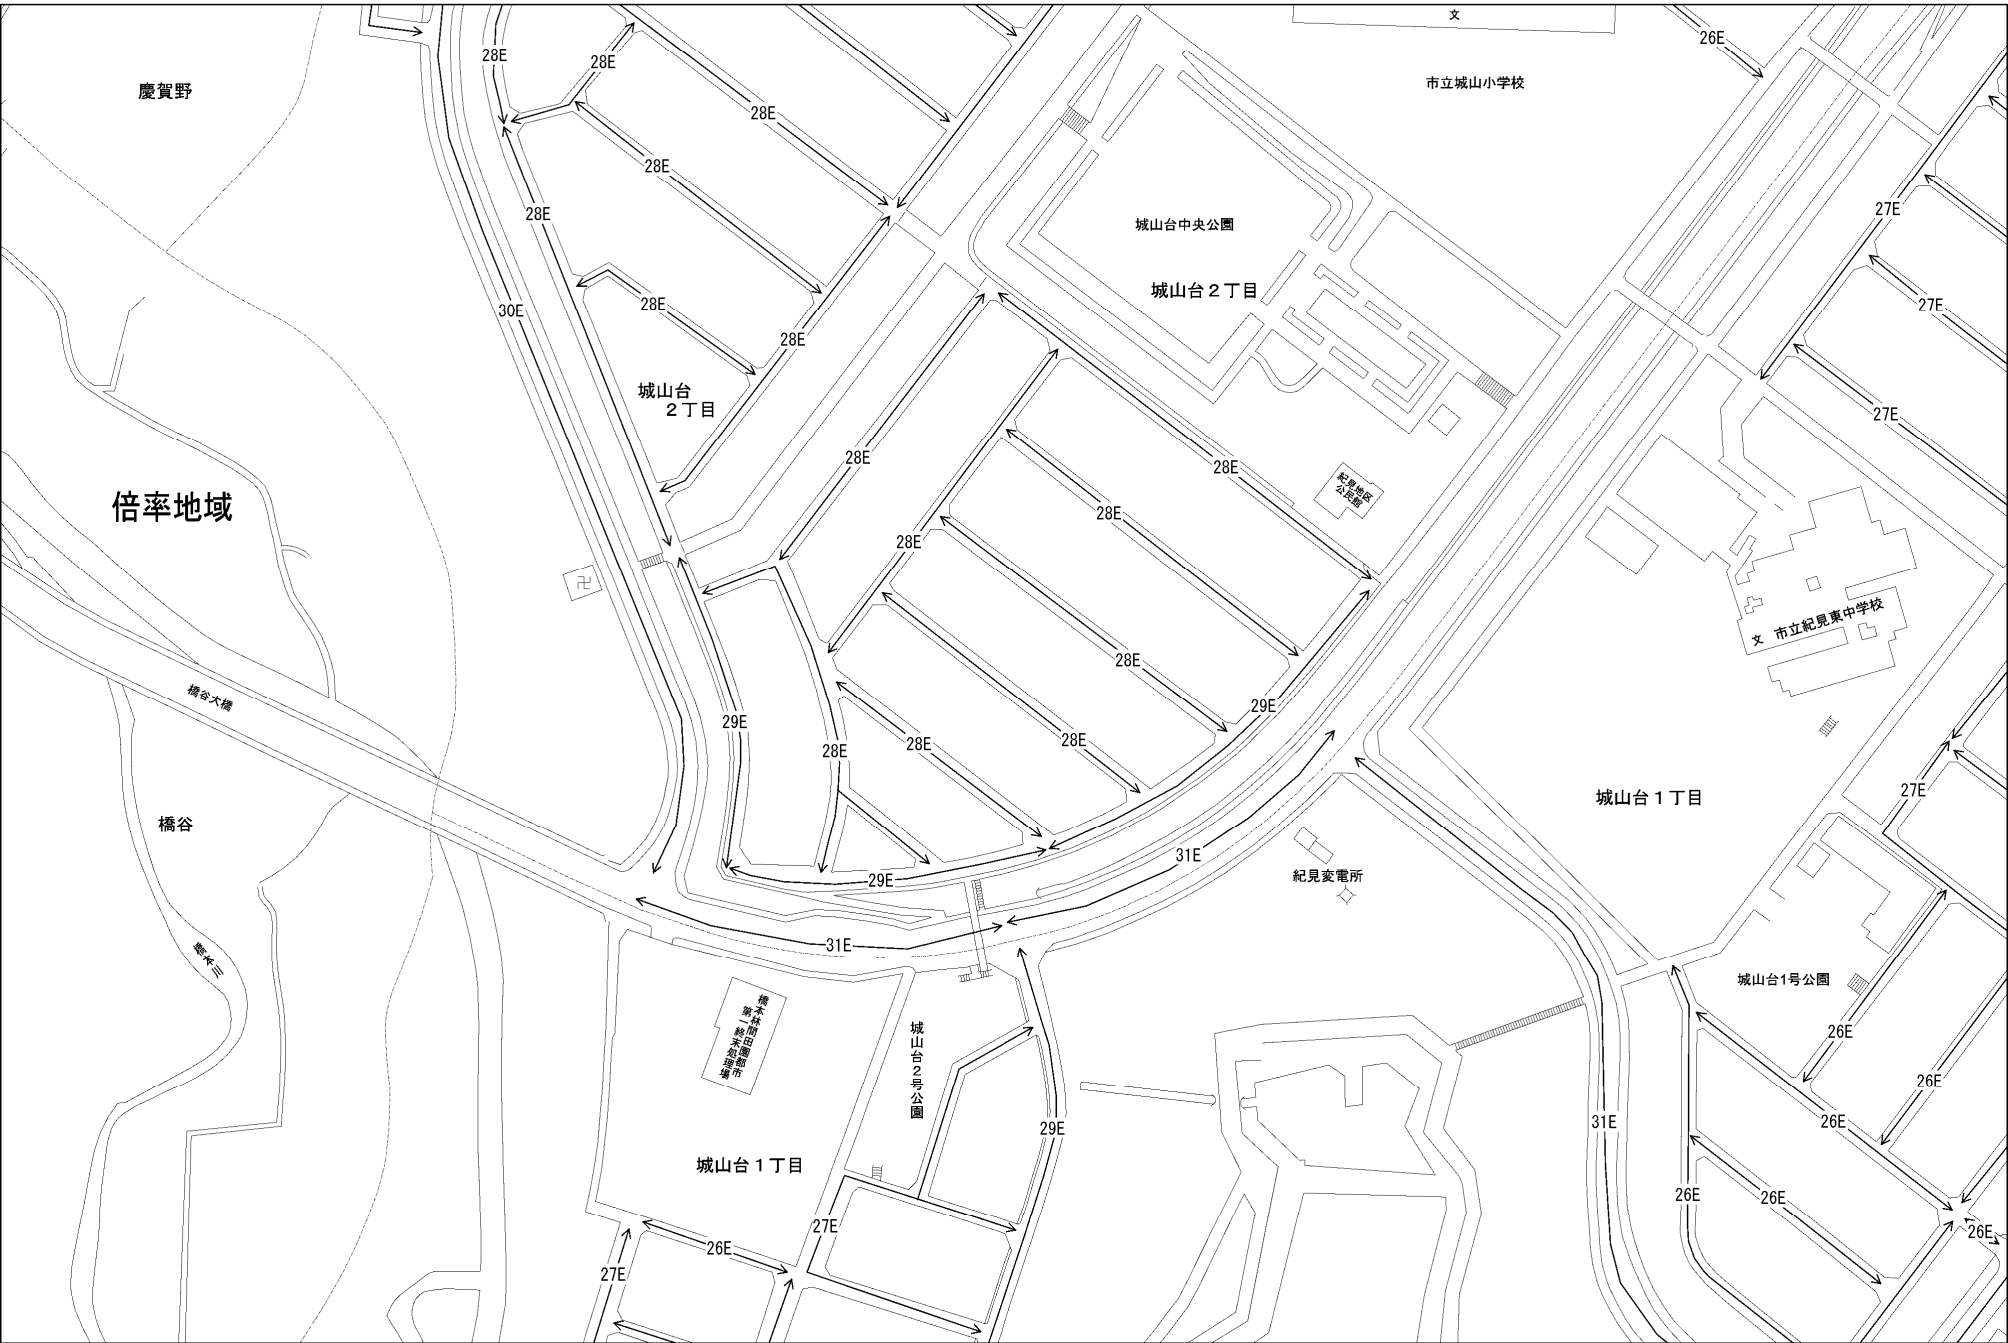 文
26E
28E
28E
市立城山小学校
慶賀野
28E
28E
27E
28E
城山台中央公園
城山台２丁目
28E
27E
30E
28E
城山台
２丁目
27E
28E
28E
紀見地区
公民館
倍率地域
28E
28E
卍
文 市立紀見東中学校
28E
橋谷大橋
29E
29E
28E
28E
28E
27E
城山台１丁目
橋谷
31E
紀見変電所
29E
31E
橋本川
城山台1号公園
橋本林間田園都市
第一終末処理場
城山台２号公園
26E
26E
29E
31E
26E
城山台１丁目
26E
26E
27E
26E
26E
27E